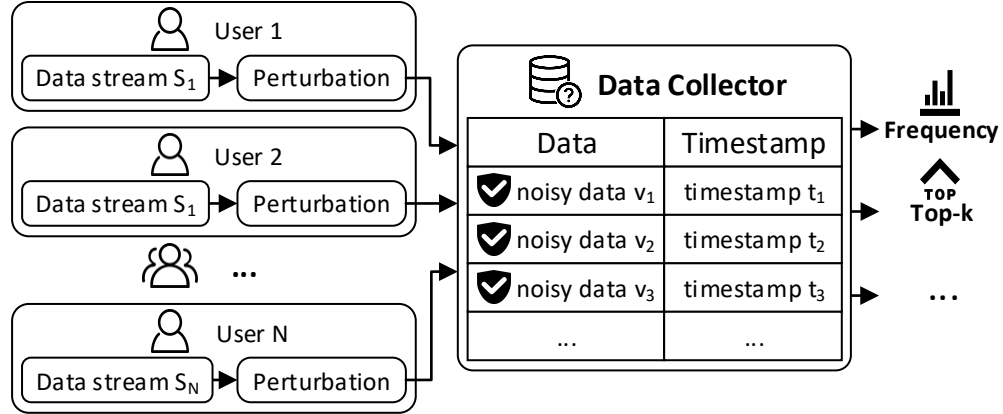 User 1
Data stream S₁ Perturbation
User 2
Data stream S₁ Perturbation
...
User N
Data stream Sɴ Perturbation
? Data Collector
Data Timestamp
noisy data v₁ timestamp t₁
noisy data v₂ timestamp t₂
noisy data v₃ timestamp t₃
... ...
Frequency
TOP
Top-k
...